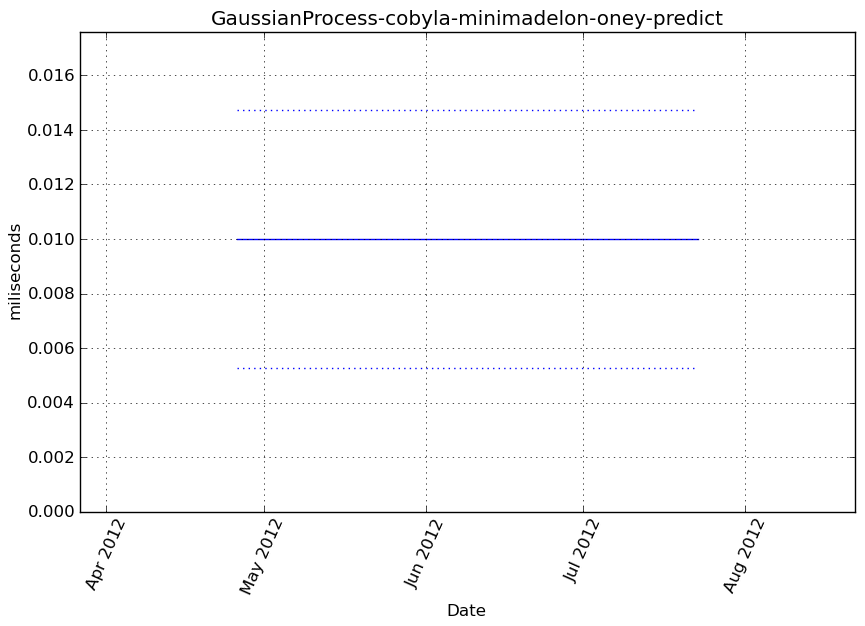 GaussianProcess-cobyla-minimadelon-oney-predict
0.016
0.014
0.012
0.010
0.008
0.006
0.004
0.002
0.000
miliseconds
Apr 2012
May 2012
Jun 2012
Jul 2012
Aug 2012
Date